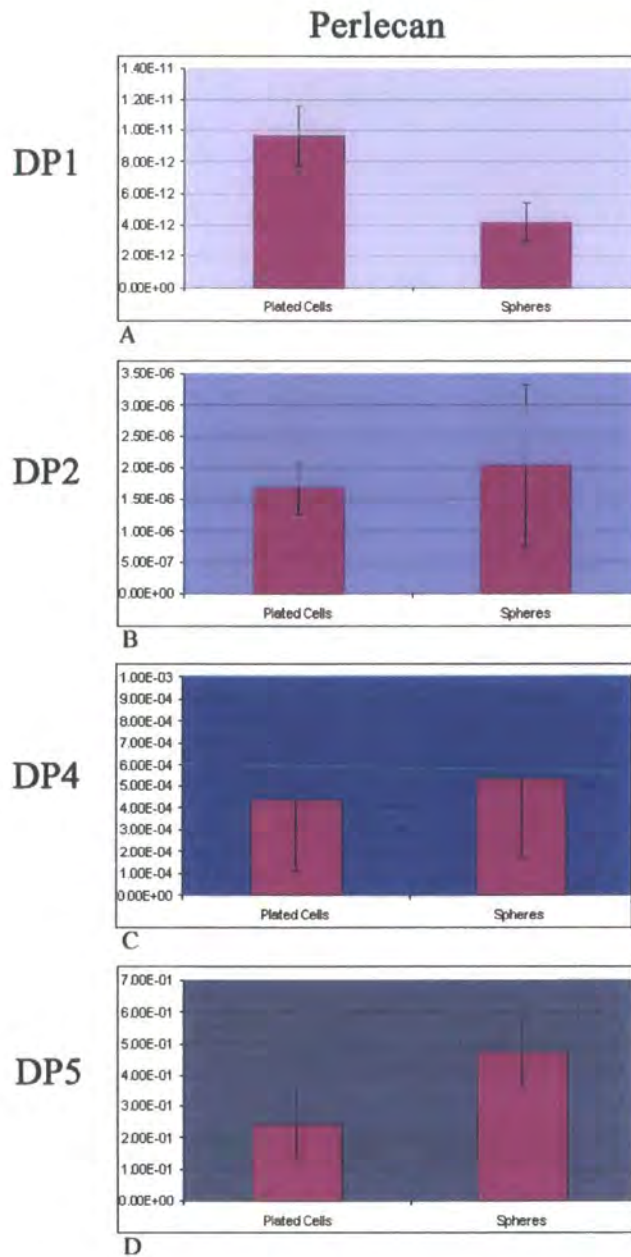 Perlecan
DP1
1.40E-11
1.20E-11
1.00E-11
8.00E-12
6.00E-12
4.00E-12
2.00E-12
0.00E+00
Plated Cells Spheres
A
DP2
3.50E-06
3.00E-06
2.50E-06
2.00E-06
1.50E-06
1.00E-06
5.00E-07
0.00E+00
Plated Cells Spheres
B
DP4
1.00E-03
9.00E-04
8.00E-04
7.00E-04
6.00E-04
5.00E-04
4.00E-04
3.00E-04
2.00E-04
1.00E-04
0.00E+00
Plated Cells Spheres
C
DP5
7.00E-01
6.00E-01
5.00E-01
4.00E-01
3.00E-01
2.00E-01
1.00E-01
0.00E+00
Plated Cells Spheres
D